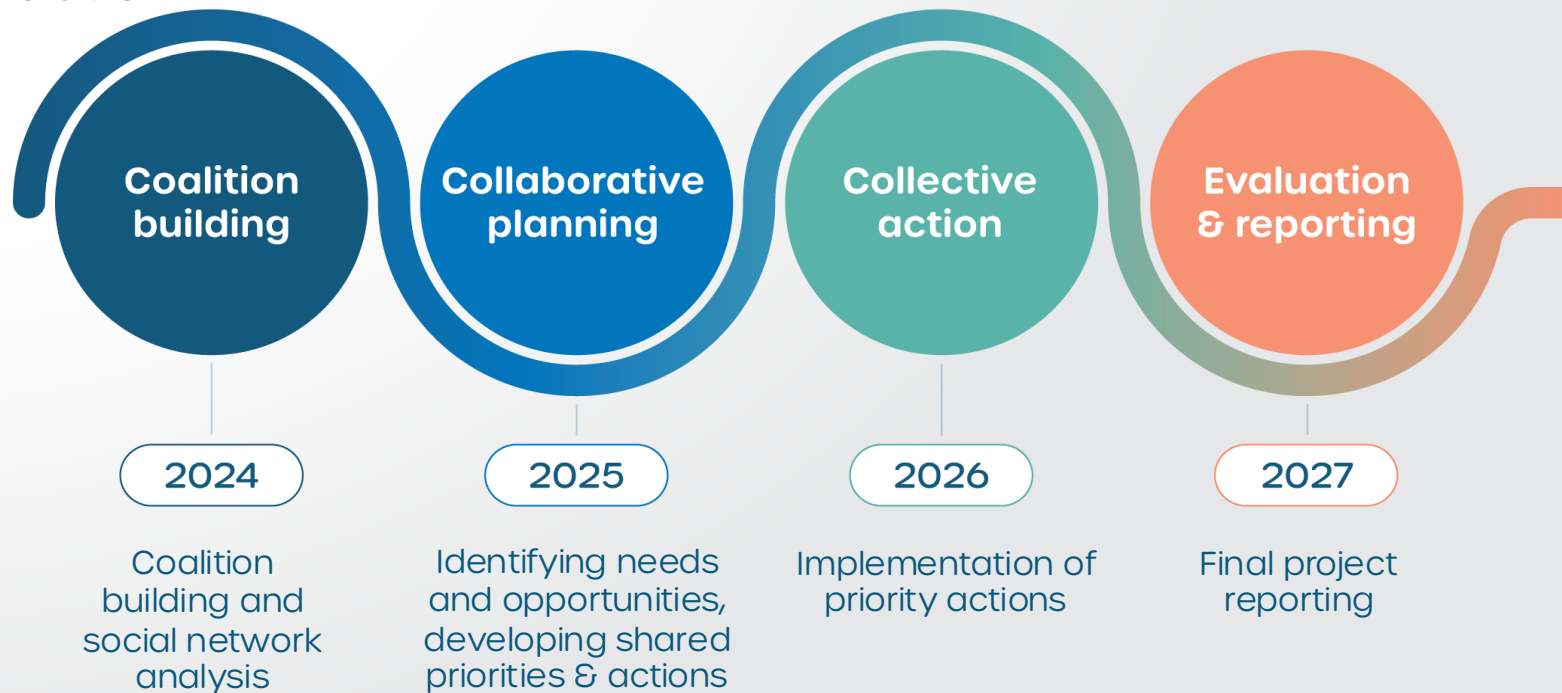 Coalition
building
Collaborative
planning
Collective
action
Evaluation
& reporting
2024
2025
2026
2027
Coalition
building and
social network
analysis
Identifying needs
and opportunities,
developing shared
priorities & actions
Implementation of
priority actions
Final project
reporting